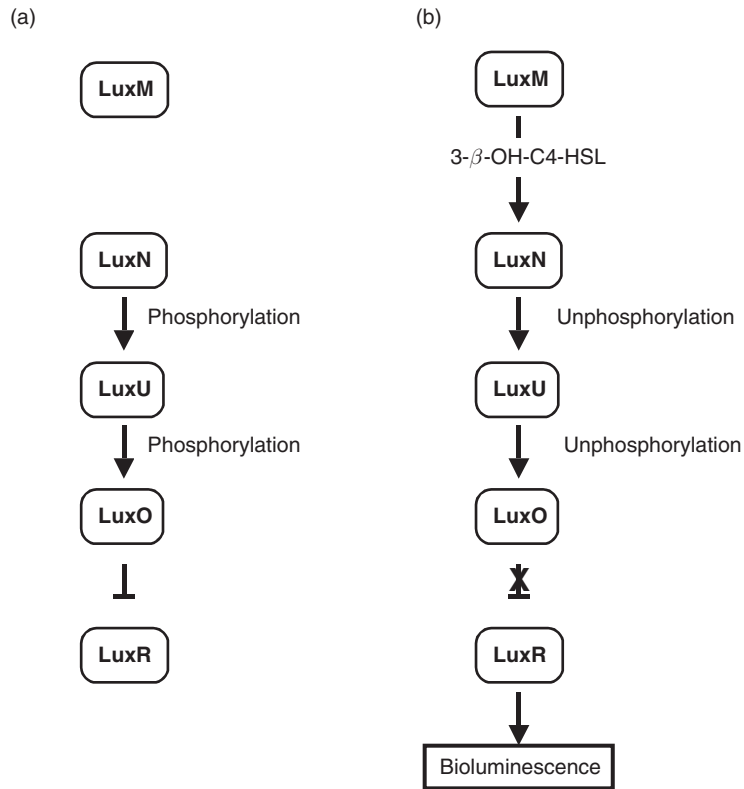 (a)
LuxM
LuxN
Phosphorylation
LuxU
Phosphorylation
LuxO
LuxR
(b)
LuxM
3-β-OH-C4-HSL
LuxN
Unphosphorylation
LuxU
Unphosphorylation
LuxO
LuxR
Bioluminescence